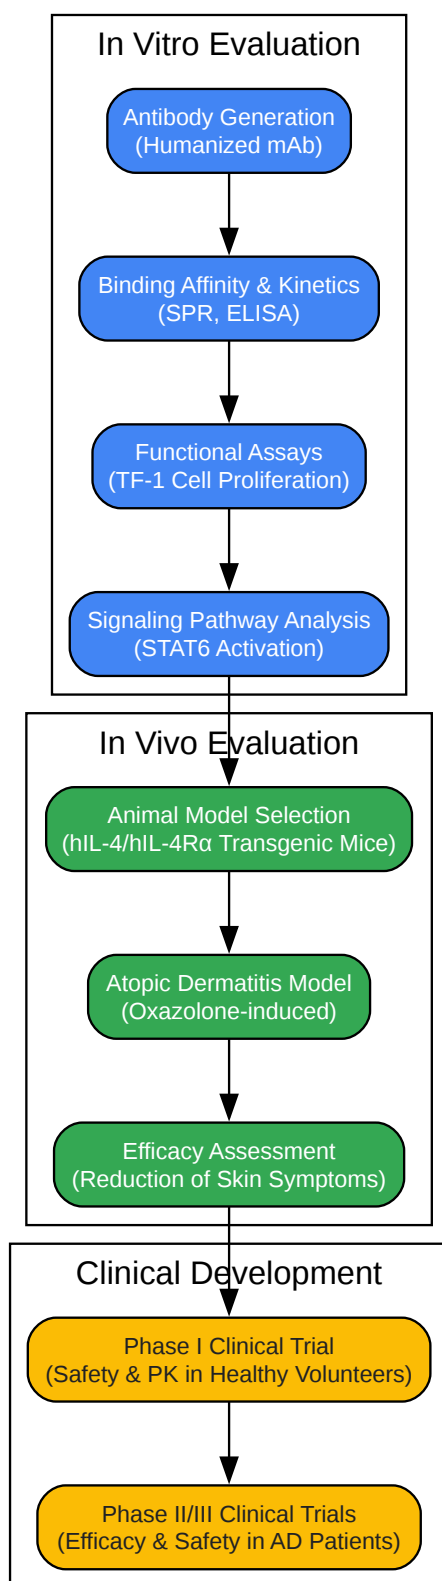 In Vitro Evaluation
Antibody Generation
(Humanized mAb)
Binding Affinity & Kinetics
(SPR, ELISA)
Functional Assays
(TF-1 Cell Proliferation)
Signaling Pathway Analysis
(STAT6 Activation)
In Vivo Evaluation
Animal Model Selection
(hIL-4/hIL-4Rα Transgenic Mice)
Atopic Dermatitis Model
(Oxazolone-induced)
Efficacy Assessment
(Reduction of Skin Symptoms)
Clinical Development
Phase I Clinical Trial
(Safety & PK in Healthy Volunteers)
Phase II/III Clinical Trials
(Efficacy & Safety in AD Patients)